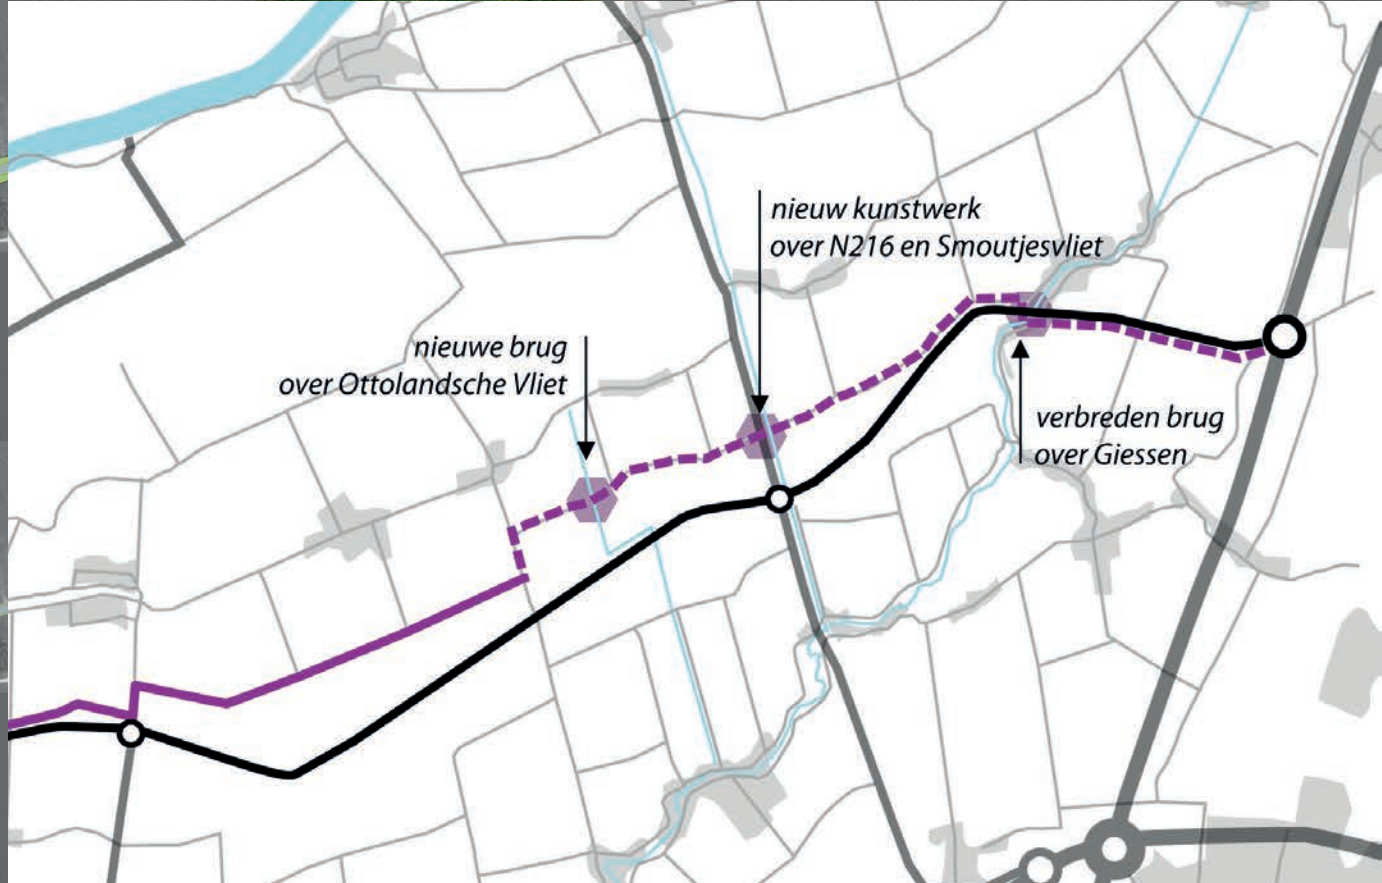 nieuw kunstwerk
over N216 en Smoutjesvliet
nieuwe brug
over Ottolandsche Vliet
verbreden brug
over Giessen